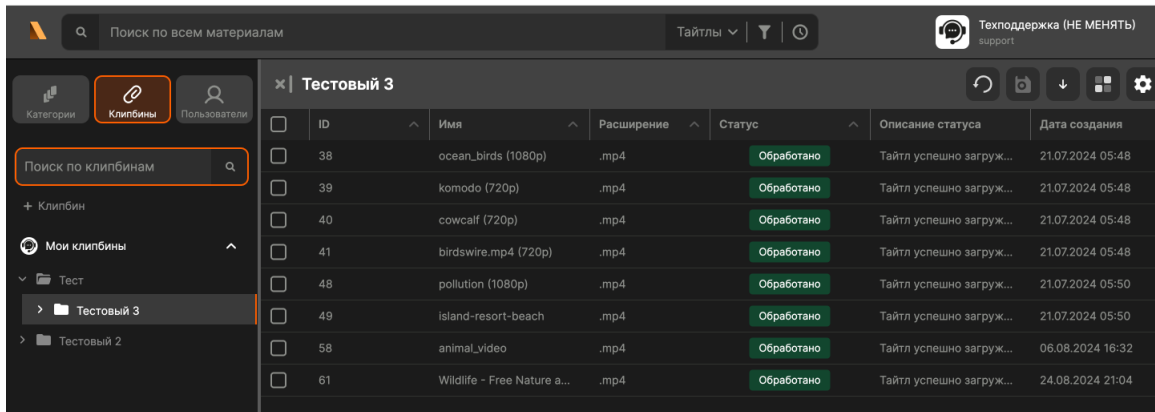 Поиск по всем материалам
Тайтлы
Техподдержка (НЕ МЕНЯТЬ)
support
Категории
Клипбины
Пользователи
Поиск по клипбинам
+ Клипбин
Мои клипбины
Тест
Тестовый 3
Тестовый 2
Тестовый 3
ID Имя Расширение Статус Описание статуса Дата создания
38 ocean_birds (1080p) .mp4 Обработано Тайтл успешно загруж... 21.07.2024 05:48
39 komodo (720p) .mp4 Обработано Тайтл успешно загруж... 21.07.2024 05:48
40 cowcalf (720p) .mp4 Обработано Тайтл успешно загруж... 21.07.2024 05:48
41 birdswire.mp4 (720p) .mp4 Обработано Тайтл успешно загруж... 21.07.2024 05:48
48 pollution (1080p) .mp4 Обработано Тайтл успешно загруж... 21.07.2024 05:50
49 island-resort-beach .mp4 Обработано Тайтл успешно загруж... 21.07.2024 05:50
58 animal_video .mp4 Обработано Тайтл успешно загруж... 06.08.2024 16:32
61 Wildlife - Free Nature a... .mp4 Обработано Тайтл успешно загруж... 24.08.2024 21:04